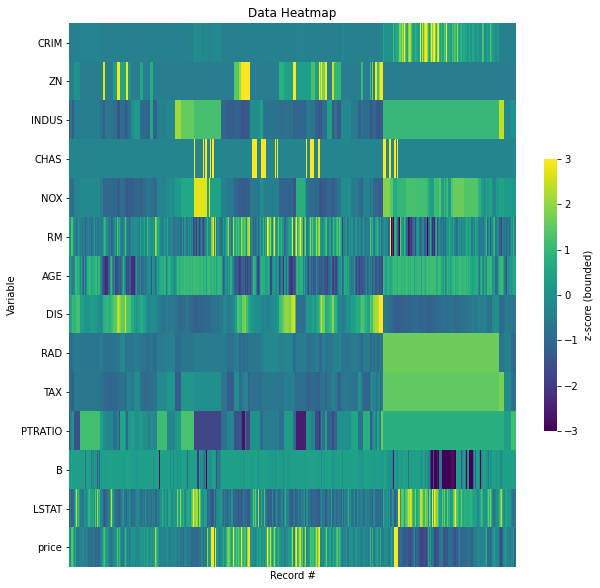 Data Heatmap
CRIM
ZN
INDUS
CHAS
NOX
RM
AGE
DIS
RAD
TAX
PTRATIO
B
LSTAT
price
Variable
Record #
3
2
1
0
−1
−2
−3
z-score (bounded)